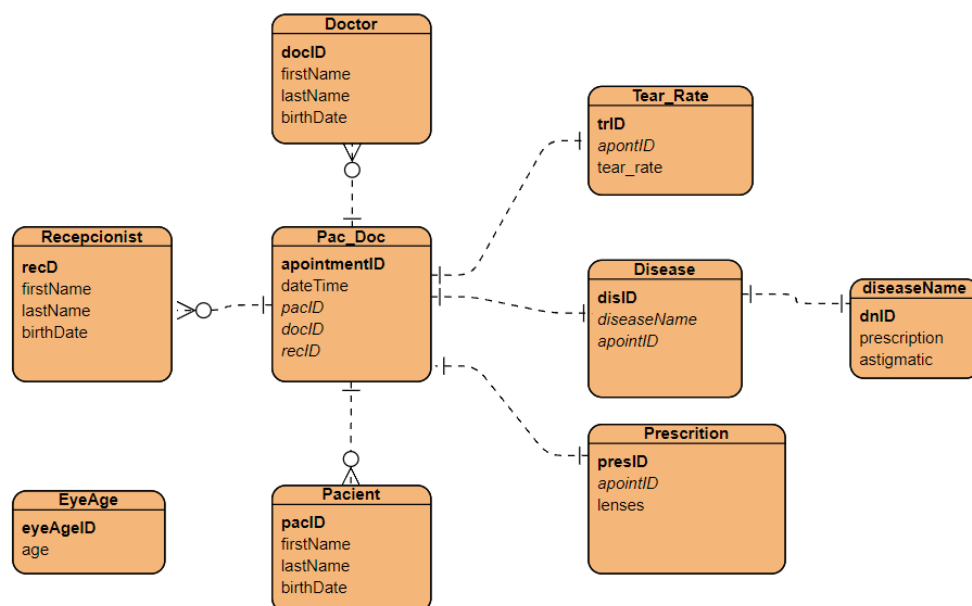 Doctor
docID
firstName
lastName
birthDate
Tear_Rate
trID
apontID
tear_rate
Recepcionist
recD
firstName
lastName
birthDate
Pac_Doc
apointmentID
dateTime
pacID
docID
recID
Disease
disID
diseaseName
apointID
diseaseName
dnID
prescription
astigmatic
Prescrition
presID
apointID
lenses
EyeAge
eyeAgeID
age
Pacient
pacID
firstName
lastName
birthDate